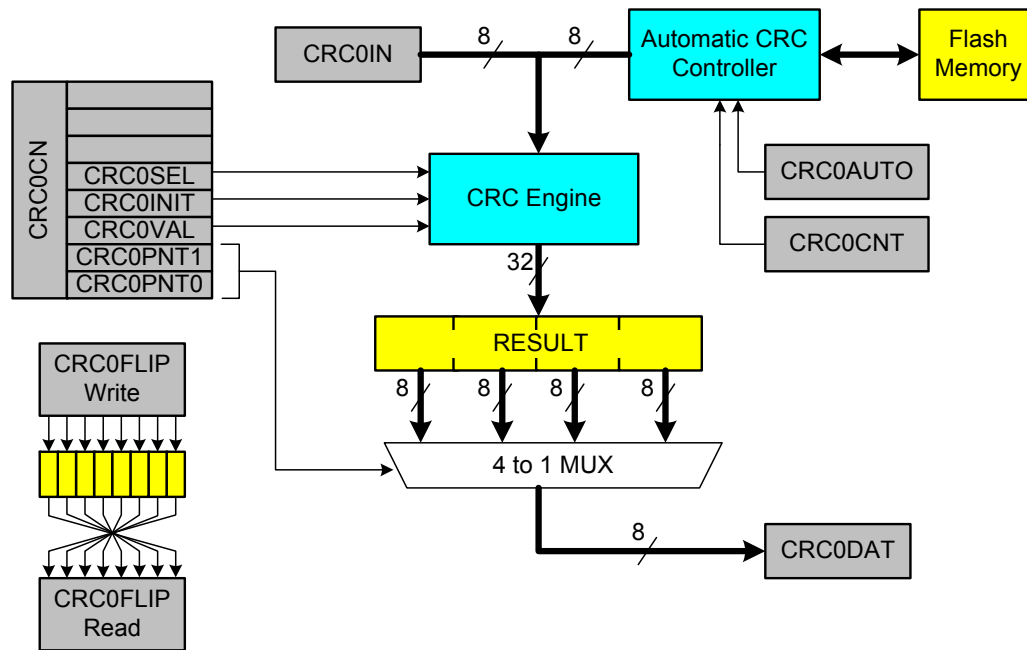 CRC0IN
8
8
Automatic CRC
Controller
Flash
Memory
CRC0CN
CRC0SEL
CRC0INIT
CRC0VAL
CRC0PNT1
CRC0PNT0
CRC Engine
CRC0AUTO
CRC0CNT
32
RESULT
8
8
8
8
4 to 1 MUX
8
CRC0DAT
CRC0FLIP
Write
CRC0FLIP
Read